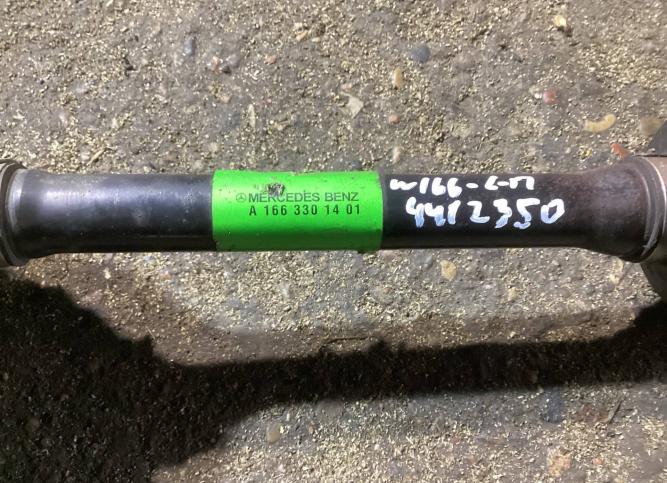 MERCEDES BENZ
A 166 330 14 01
w166-L-П
4412350